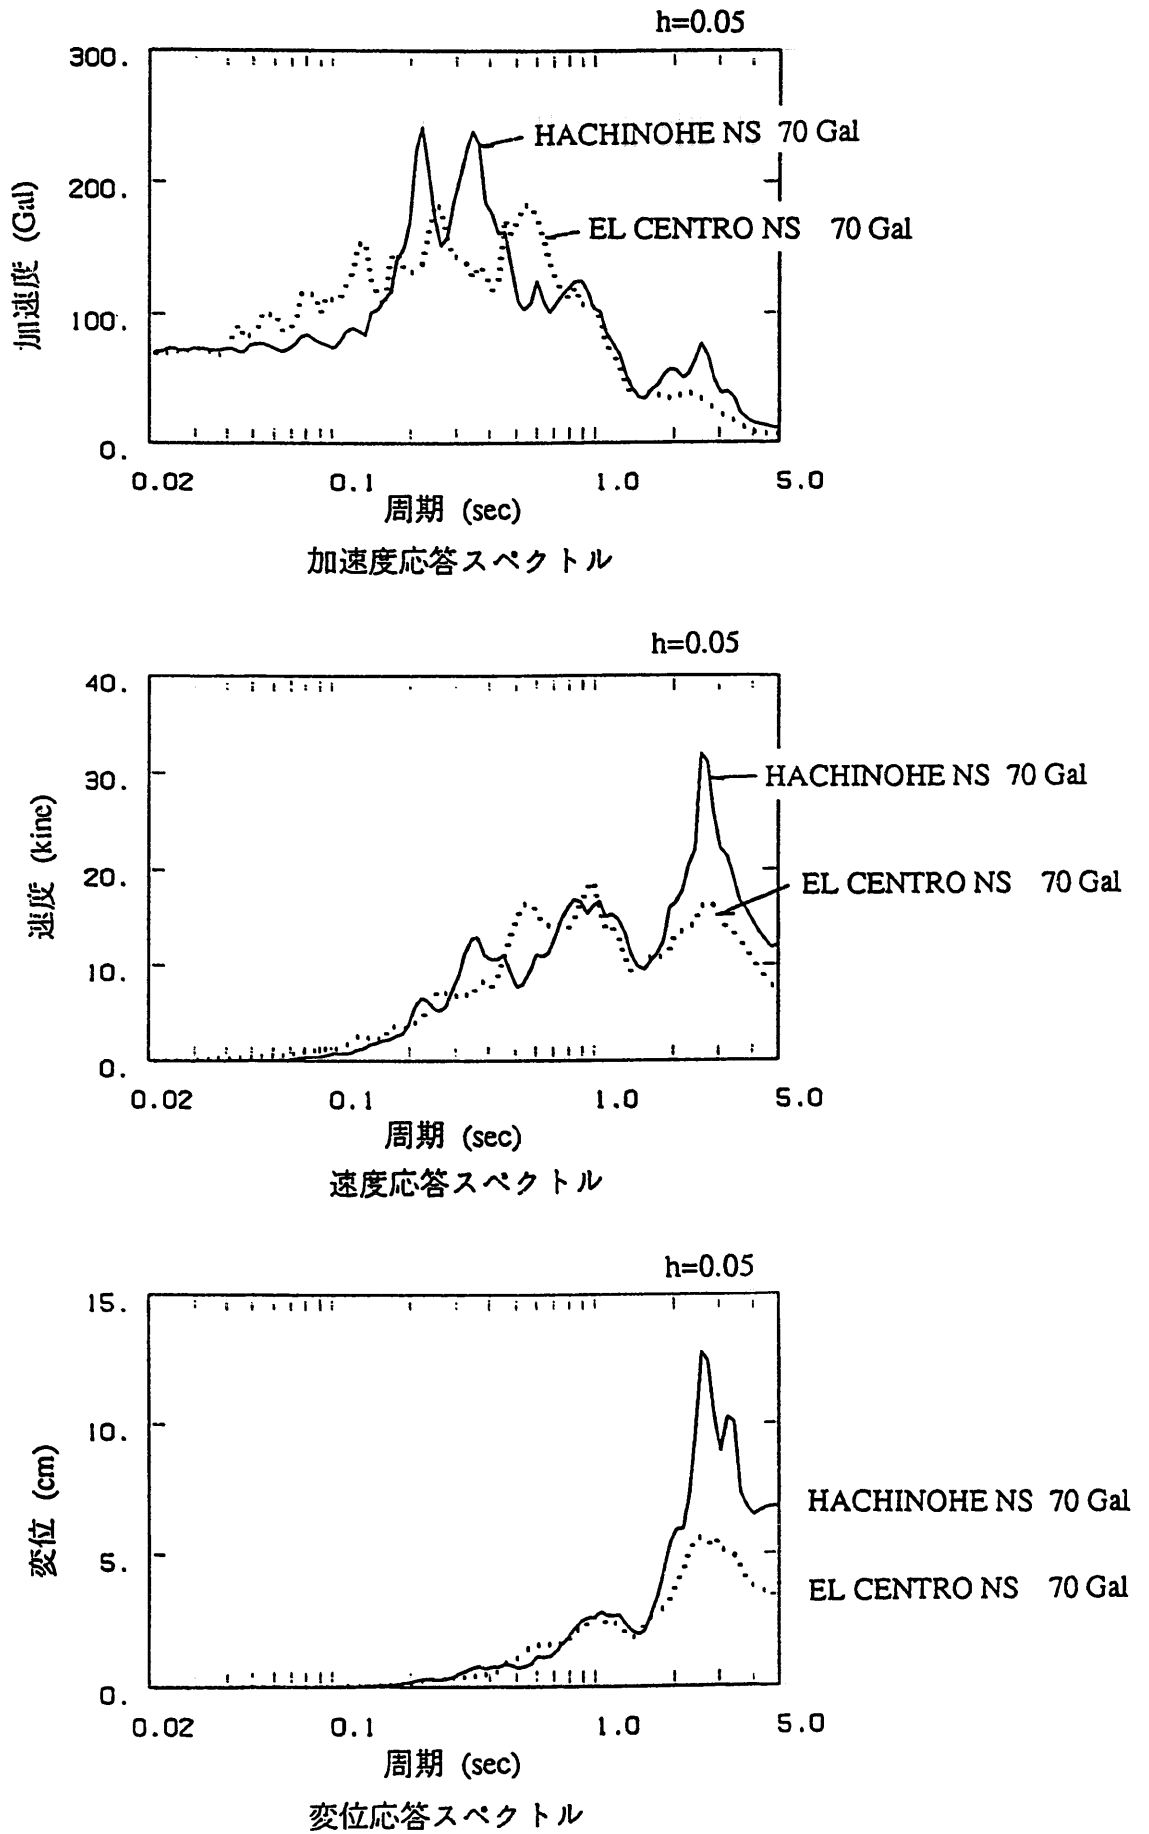 h=0.05
300.
HACHINOHE NS 70 Gal
200.
EL CENTRO NS 70 Gal
加速度 (Gal)
100.
0.
0.02 0.1 1.0 5.0
周期 (sec)
加速度応答スペクトル
h=0.05
40.
30.
HACHINOHE NS 70 Gal
20.
EL CENTRO NS 70 Gal
速度 (kine)
10.
0.
0.02 0.1 1.0 5.0
周期 (sec)
速度応答スペクトル
h=0.05
15.
10.
変位 (cm)
HACHINOHE NS 70 Gal
5.
EL CENTRO NS 70 Gal
0.
0.02 0.1 1.0 5.0
周期 (sec)
変位応答スペクトル